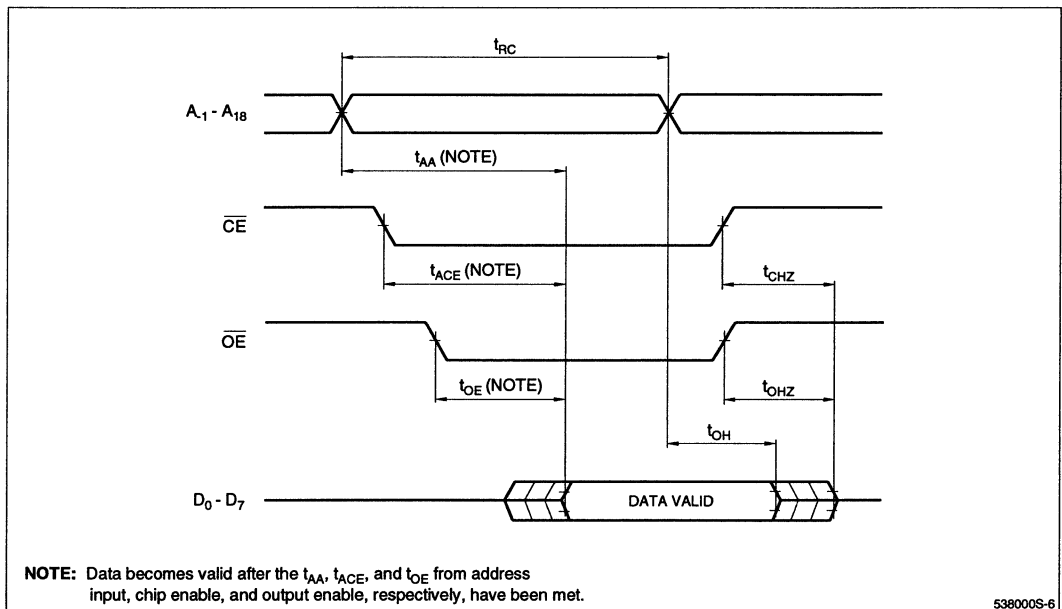 tRC
A-1 - A18
tAA (NOTE)
CE
tACE (NOTE)
tCHZ
OE
tOE (NOTE)
tOHZ
tOH
D0 - D7
DATA VALID
NOTE: Data becomes valid after the tAA, tACE, and tOE from address
input, chip enable, and output enable, respectively, have been met.
538000S-6